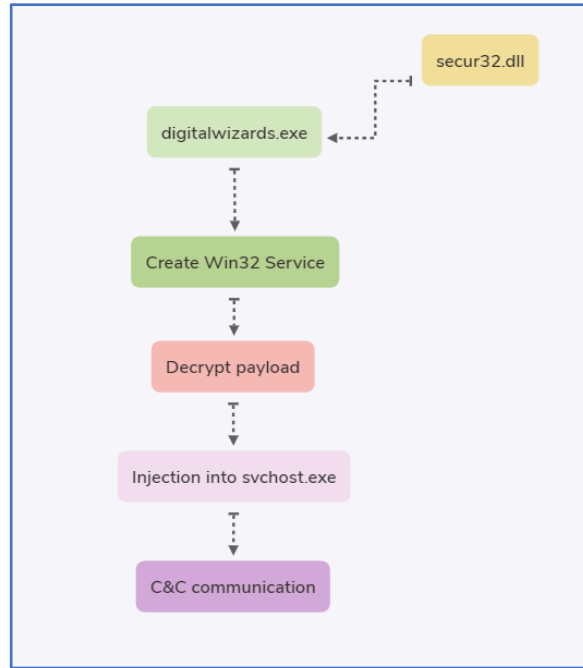 secur32.dll
digitalwizards.exe
Create Win32 Service
Decrypt payload
Injection into svchost.exe
C&C communication